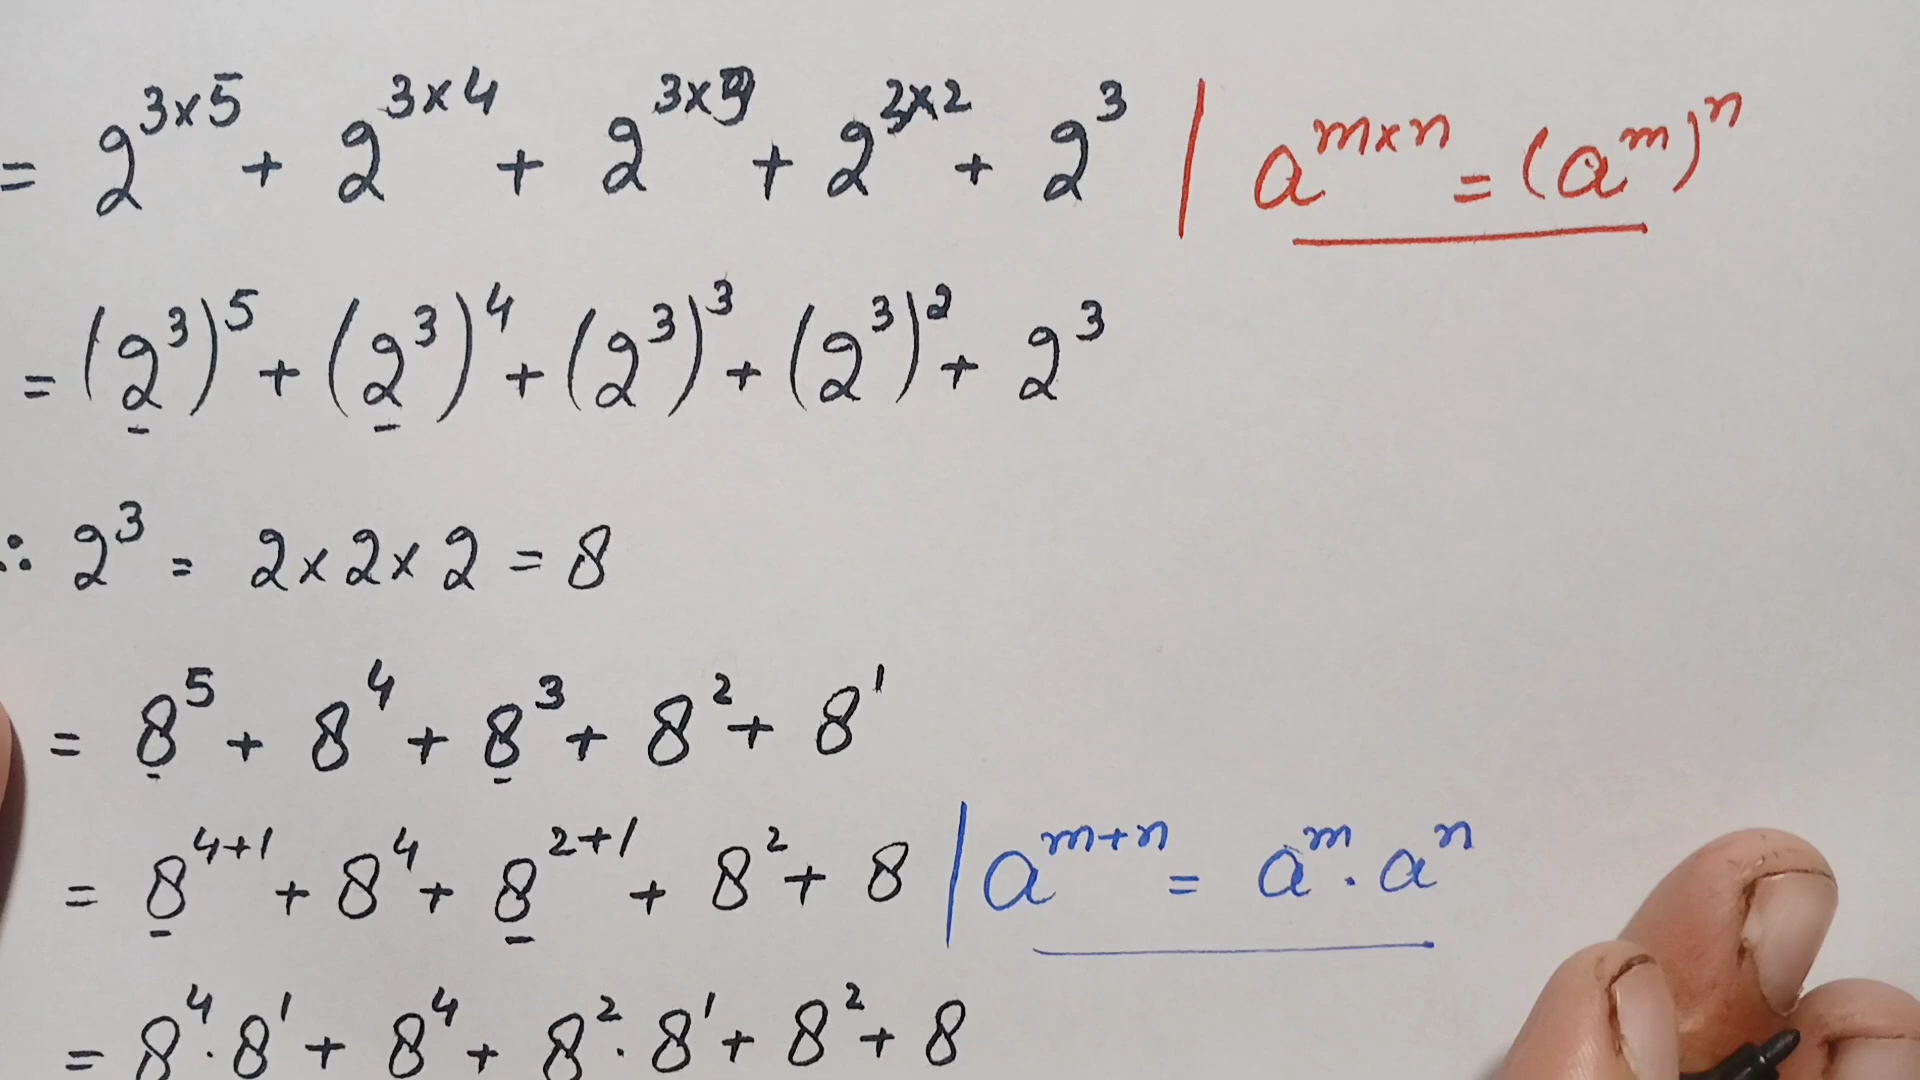 = 2^{3×5} + 2^{3×4} + 2^{3×3} + 2^{3×2} + 2^3 | a^{m×n} = (a^m)^n
= (2^3)^5 + (2^3)^4 + (2^3)^3 + (2^3)^2 + 2^3
∴ 2^3 = 2×2×2 = 8
= 8^5 + 8^4 + 8^3 + 8^2 + 8^1
= 8^{4+1} + 8^4 + 8^{2+1} + 8^2 + 8 | a^{m+n} = a^m . a^n
= 8^4 . 8^1 + 8^4 + 8^2 . 8^1 + 8^2 + 8